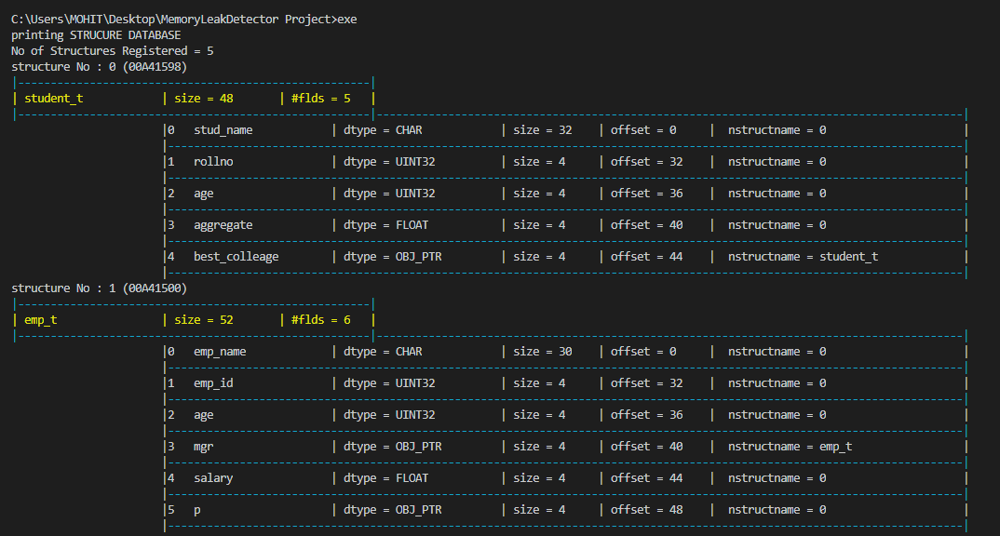 C:\Users\MOHIT\Desktop\MemoryLeakDetector Project>exe
printing STRUCURE DATABASE
No of Structures Registered = 5
structure No : 0 (00A41598)
|------------------------------------------------------|
| student_t | size = 48 | #flds = 5 |
|------------------------------------------------------|------------------------------------------------------------------------------------------|
|0 stud_name | dtype = CHAR | size = 32 | offset = 0 | nstructname = 0 |
|--------------------------------------------------------------------------------------------------------------------------|
|1 rollno | dtype = UINT32 | size = 4 | offset = 32 | nstructname = 0 |
|--------------------------------------------------------------------------------------------------------------------------|
|2 age | dtype = UINT32 | size = 4 | offset = 36 | nstructname = 0 |
|--------------------------------------------------------------------------------------------------------------------------|
|3 aggregate | dtype = FLOAT | size = 4 | offset = 40 | nstructname = 0 |
|--------------------------------------------------------------------------------------------------------------------------|
|4 best_colleage | dtype = OBJ_PTR | size = 4 | offset = 44 | nstructname = student_t |
|--------------------------------------------------------------------------------------------------------------------------|
structure No : 1 (00A41500)
|------------------------------------------------------|
| emp_t | size = 52 | #flds = 6 |
|------------------------------------------------------|------------------------------------------------------------------------------------------|
|0 emp_name | dtype = CHAR | size = 30 | offset = 0 | nstructname = 0 |
|--------------------------------------------------------------------------------------------------------------------------|
|1 emp_id | dtype = UINT32 | size = 4 | offset = 32 | nstructname = 0 |
|--------------------------------------------------------------------------------------------------------------------------|
|2 age | dtype = UINT32 | size = 4 | offset = 36 | nstructname = 0 |
|--------------------------------------------------------------------------------------------------------------------------|
|3 mgr | dtype = OBJ_PTR | size = 4 | offset = 40 | nstructname = emp_t |
|--------------------------------------------------------------------------------------------------------------------------|
|4 salary | dtype = FLOAT | size = 4 | offset = 44 | nstructname = 0 |
|--------------------------------------------------------------------------------------------------------------------------|
|5 p | dtype = OBJ_PTR | size = 4 | offset = 48 | nstructname = 0 |
|--------------------------------------------------------------------------------------------------------------------------|